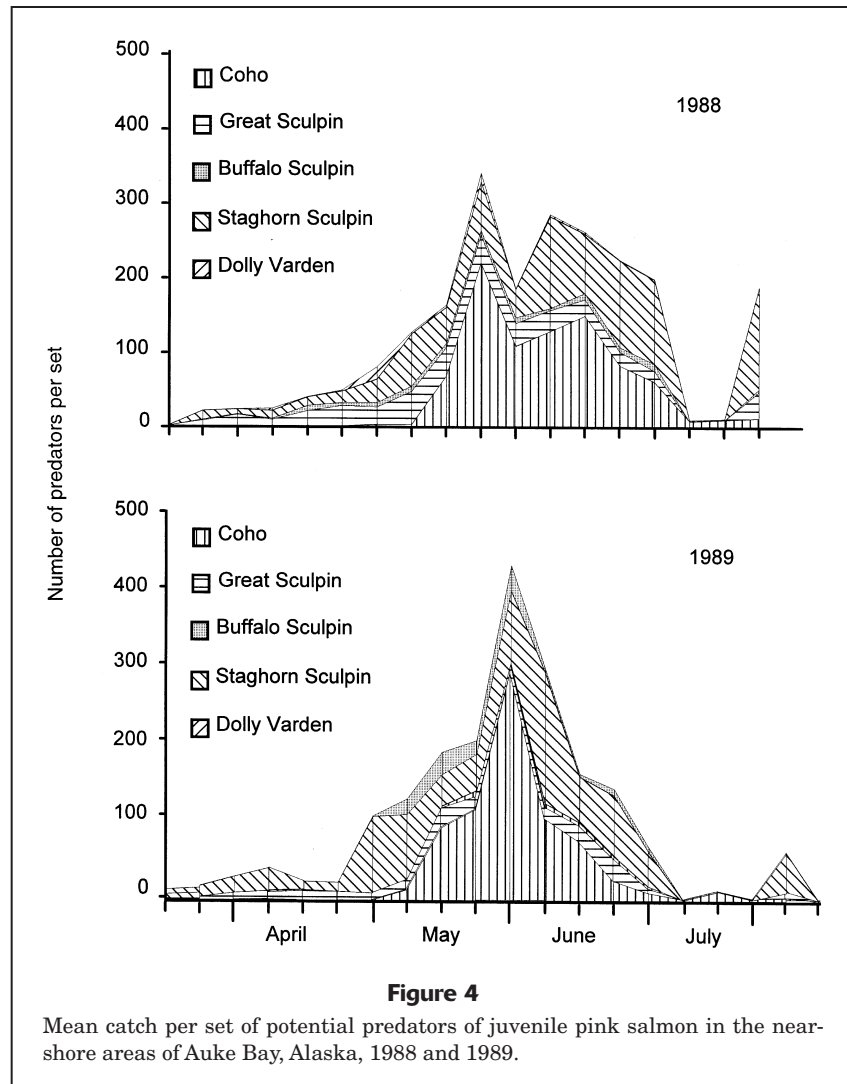 500
400
300
200
100
0
Coho
Great Sculpin
Buffalo Sculpin
Staghorn Sculpin
Dolly Varden
1988
Number of predators per set
500
400
300
200
100
0
Coho
Great Sculpin
Buffalo Sculpin
Staghorn Sculpin
Dolly Varden
1989
April May June July
Figure 4
Mean catch per set of potential predators of juvenile pink salmon in the near-
shore areas of Auke Bay, Alaska, 1988 and 1989.